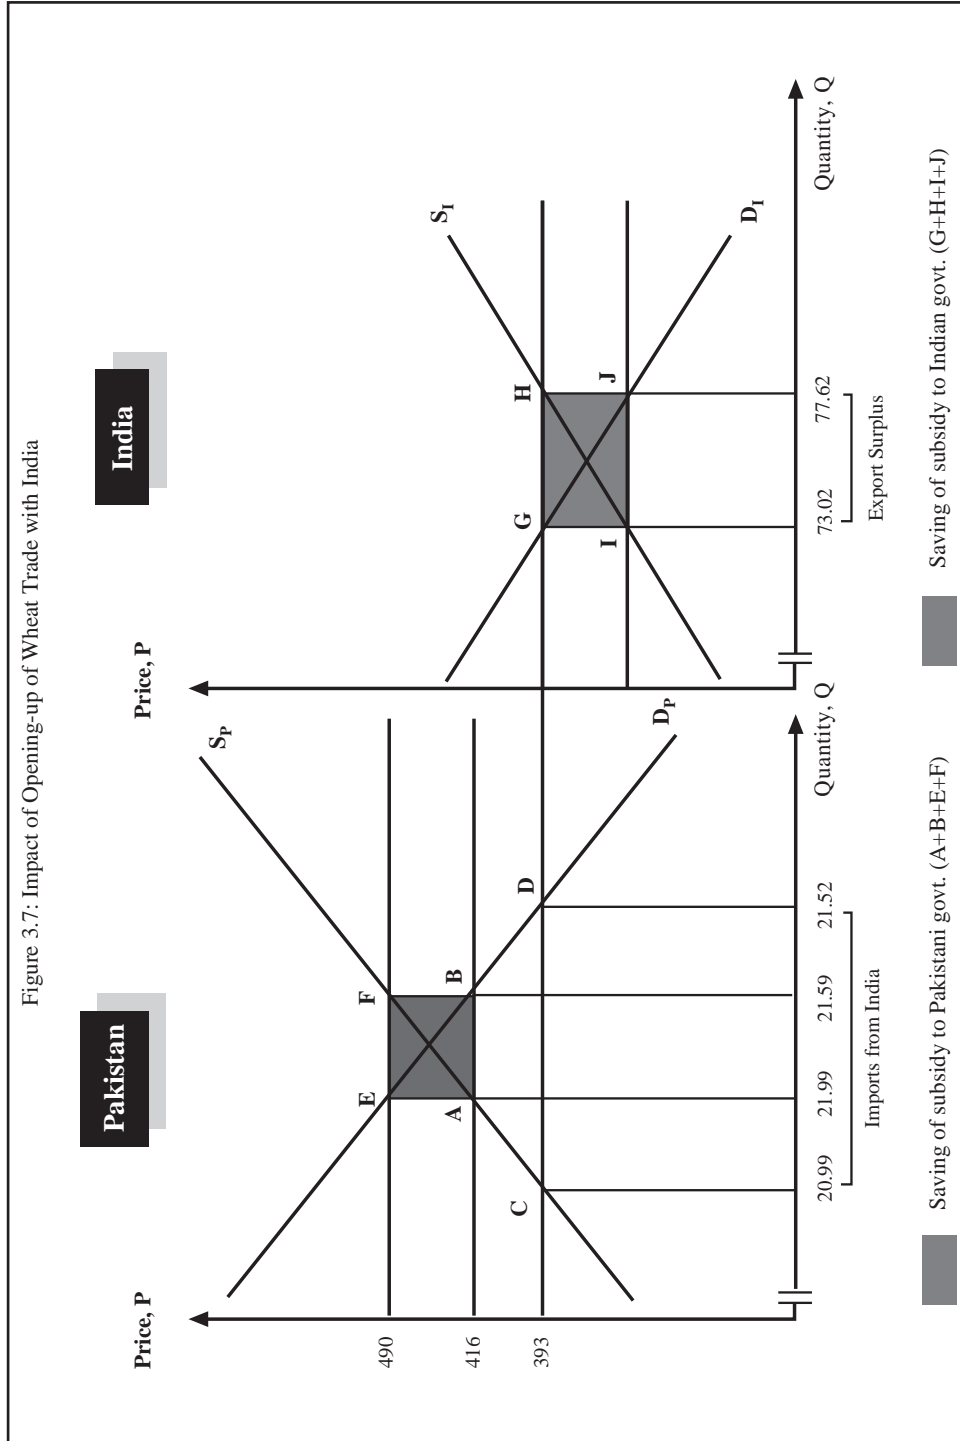 Figure 3.7: Impact of Opening-up of Wheat Trade with India
Pakistan
India
Price, P
Price, P
S_P
S_I
490
E
F
G
H
416
A
B
I
J
393
C
D
D_P
D_I
Quantity, Q
Quantity, Q
20.99
21.99
21.59
21.52
73.02
77.62
Imports from India
Export Surplus
Saving of subsidy to Pakistani govt. (A+B+E+F)
Saving of subsidy to Indian govt. (G+H+I+J)